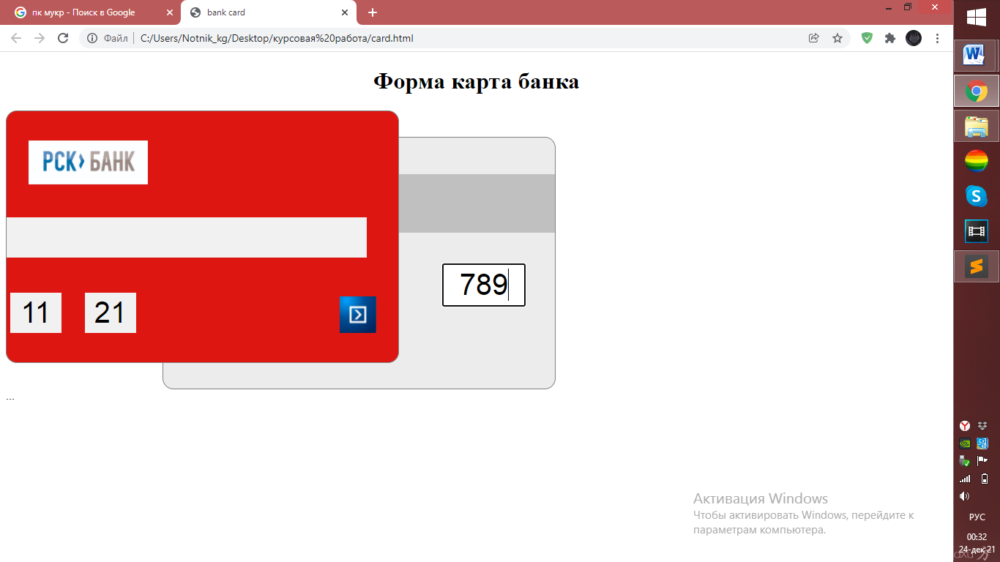 пк мукр - Поиск в Google
bank card
Файл
C:/Users/Notnik_kg/Desktop/курсовая%20работа/card.html
Форма карта банка
РСК БАНК
789
11
21
...
Активация Windows
Чтобы активировать Windows, перейдите к
параметрам компьютера.
РУС
00:32
24-дек 21